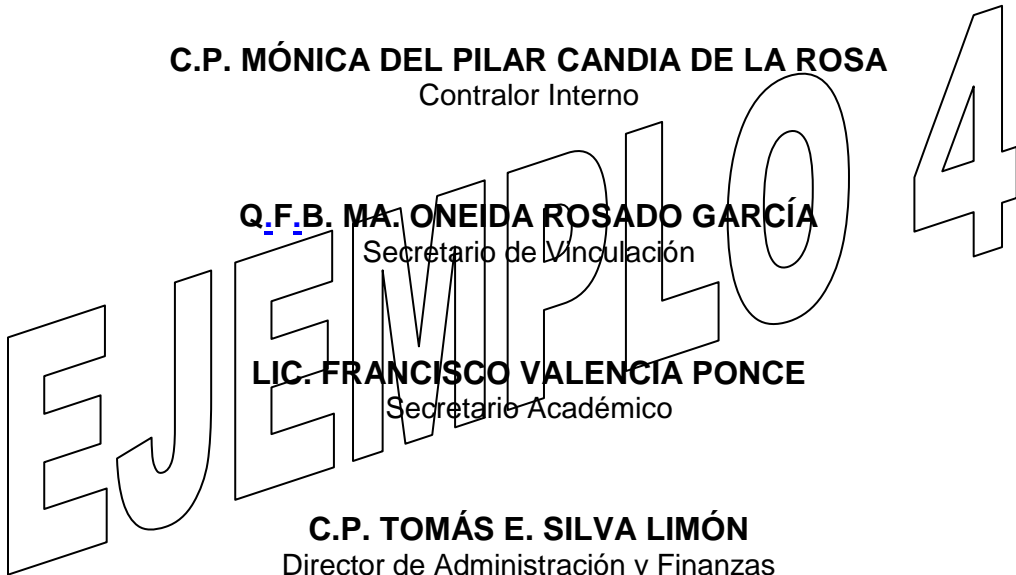 C.P. MÓNICA DEL PILAR CANDIA DE LA ROSA
Contralor Interno
Q.F.B. MA. ONEIDA ROSADO GARCÍA
Secretario de Vinculación
LIC. FRANCISCO VALENCIA PONCE
Secretario Académico
C.P. TOMÁS E. SILVA LIMÓN
Director de Administración y Finanzas
EJEMPLO 4